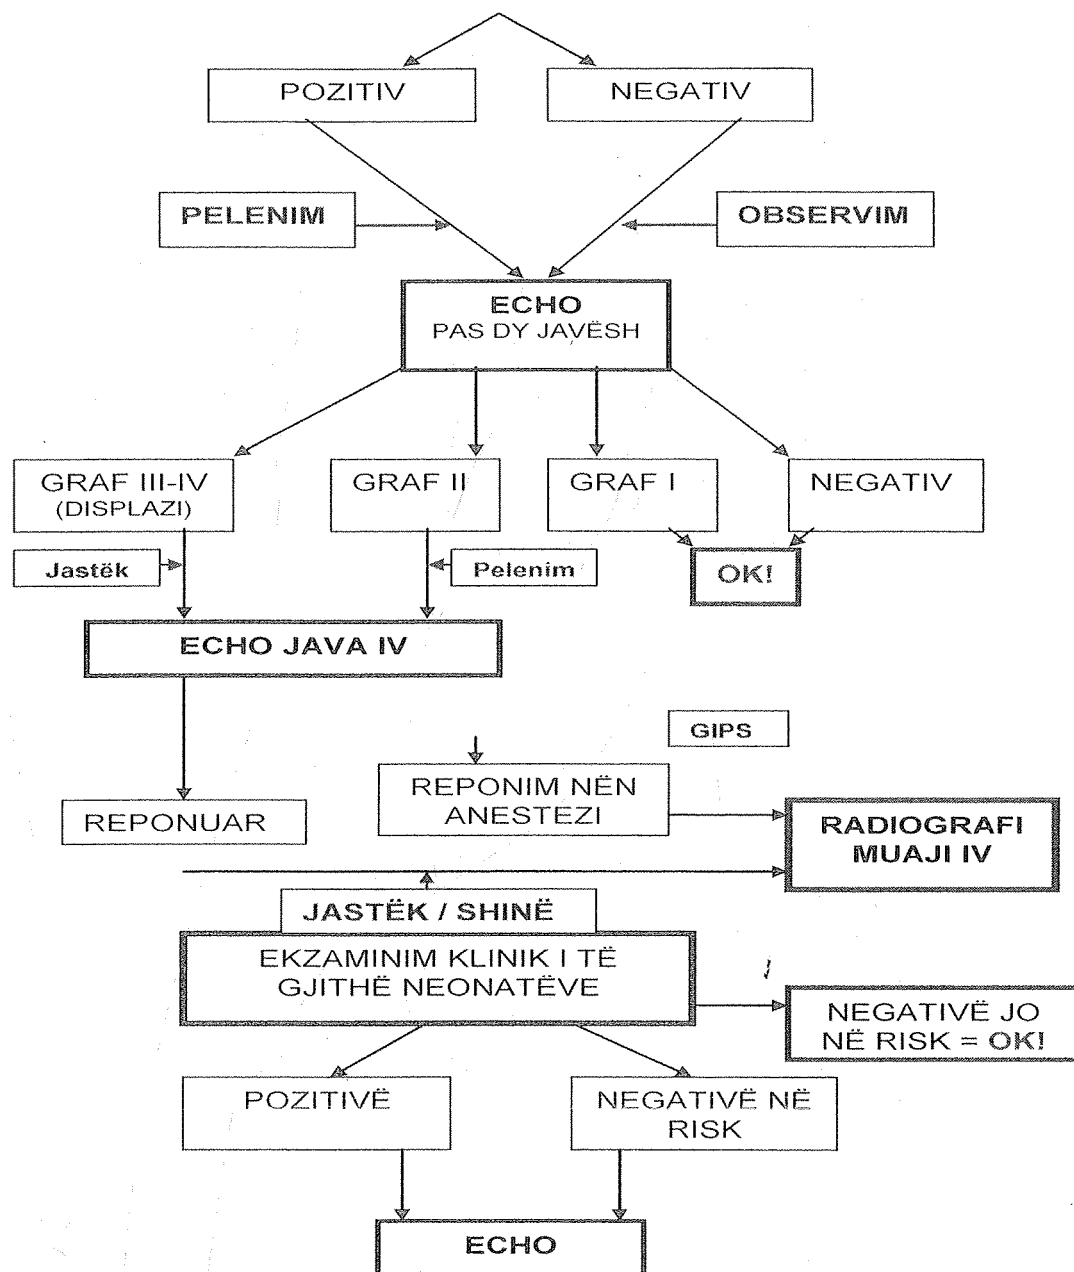 POZITIV
NEGATIV
PELENIM
OBSERVIM
ECHO
PAS DY JAVËSH
GRAF III-IV
(DISPLAZI)
GRAF II
GRAF I
NEGATIV
Jastëk
Pelenim
OK!
ECHO JAVA IV
GIPS
REPONUAR
REPONIM NËN
ANESTEZI
RADIOGRAFI
MUAJI IV
JASTËK / SHINË
EKZAMINIM KLINIK I TË
GJITHË NEONATËVE
NEGATIVË JO
NË RISK = OK!
POZITIVË
NEGATIVË NË
RISK
ECHO